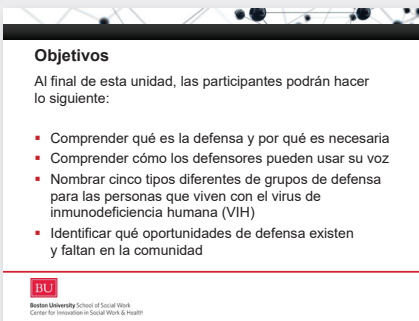 Objetivos
Al final de esta unidad, las participantes podrán hacer
lo siguiente:
▪ Comprender qué es la defensa y por qué es necesaria
▪ Comprender cómo los defensores pueden usar su voz
▪ Nombrar cinco tipos diferentes de grupos de defensa
para las personas que viven con el virus de
inmunodeficiencia humana (VIH)
▪ Identificar qué oportunidades de defensa existen
y faltan en la comunidad
BU
Boston University School of Social Work
Center for Innovation in Social Work & Health